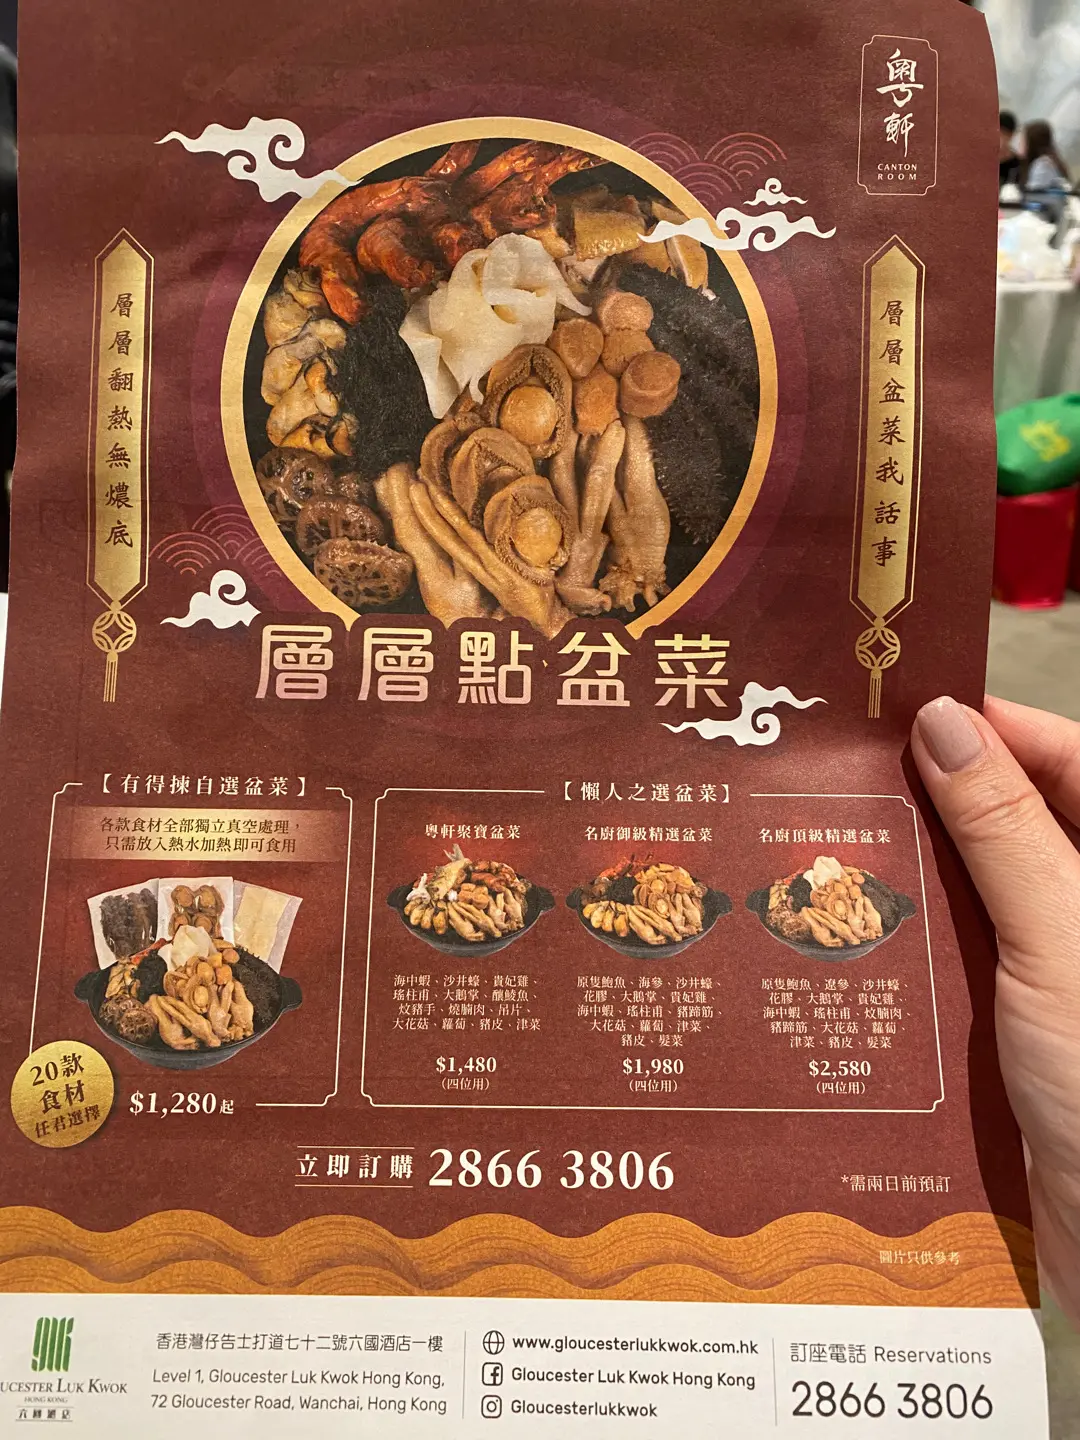 粵軒
CANTON
ROOM
層層盆菜我話事
層層翻熱無燶底
層層點盆菜
【有得揀自選盆菜】
各款食材全部獨立真空處理，
只需放入熱水加熱即可食用
20款
食材
任君選擇
$1,280起
【懶人之選盆菜】
粵軒聚寶盆菜
海中蝦、沙井蠔、貴妃雞、
瑤柱甫、大鵝掌、釀鯪魚、
炆豬手、燒腩肉、吊片、
大花菇、蘿蔔、豬皮、津菜
$1,480
(四位用)
名廚御級精選盆菜
原隻鮑魚、海參、沙井蠔、
花膠、大鵝掌、貴妃雞、
海中蝦、瑤柱甫、豬蹄筋、
大花菇、蘿蔔、津菜、
豬皮、髮菜
$1,980
(四位用)
名廚頂級精選盆菜
原隻鮑魚、遼參、沙井蠔、
花膠、大鵝掌、貴妃雞、
海中蝦、瑤柱甫、炆腩肉、
豬蹄筋、大花菇、蘿蔔、
津菜、豬皮、髮菜
$2,580
(四位用)
立即訂購 2866 3806
*需兩日前預訂
圖片只供參考
UCESTER LUK KWOK
HONG KONG
六國酒店
香港灣仔告士打道七十二號六國酒店一樓
Level 1, Gloucester Luk Kwok Hong Kong,
72 Gloucester Road, Wanchai, Hong Kong
www.gloucesterlukkwok.com.hk
Gloucester Luk Kwok Hong Kong
Gloucesterlukkwok
訂座電話 Reservations
2866 3806